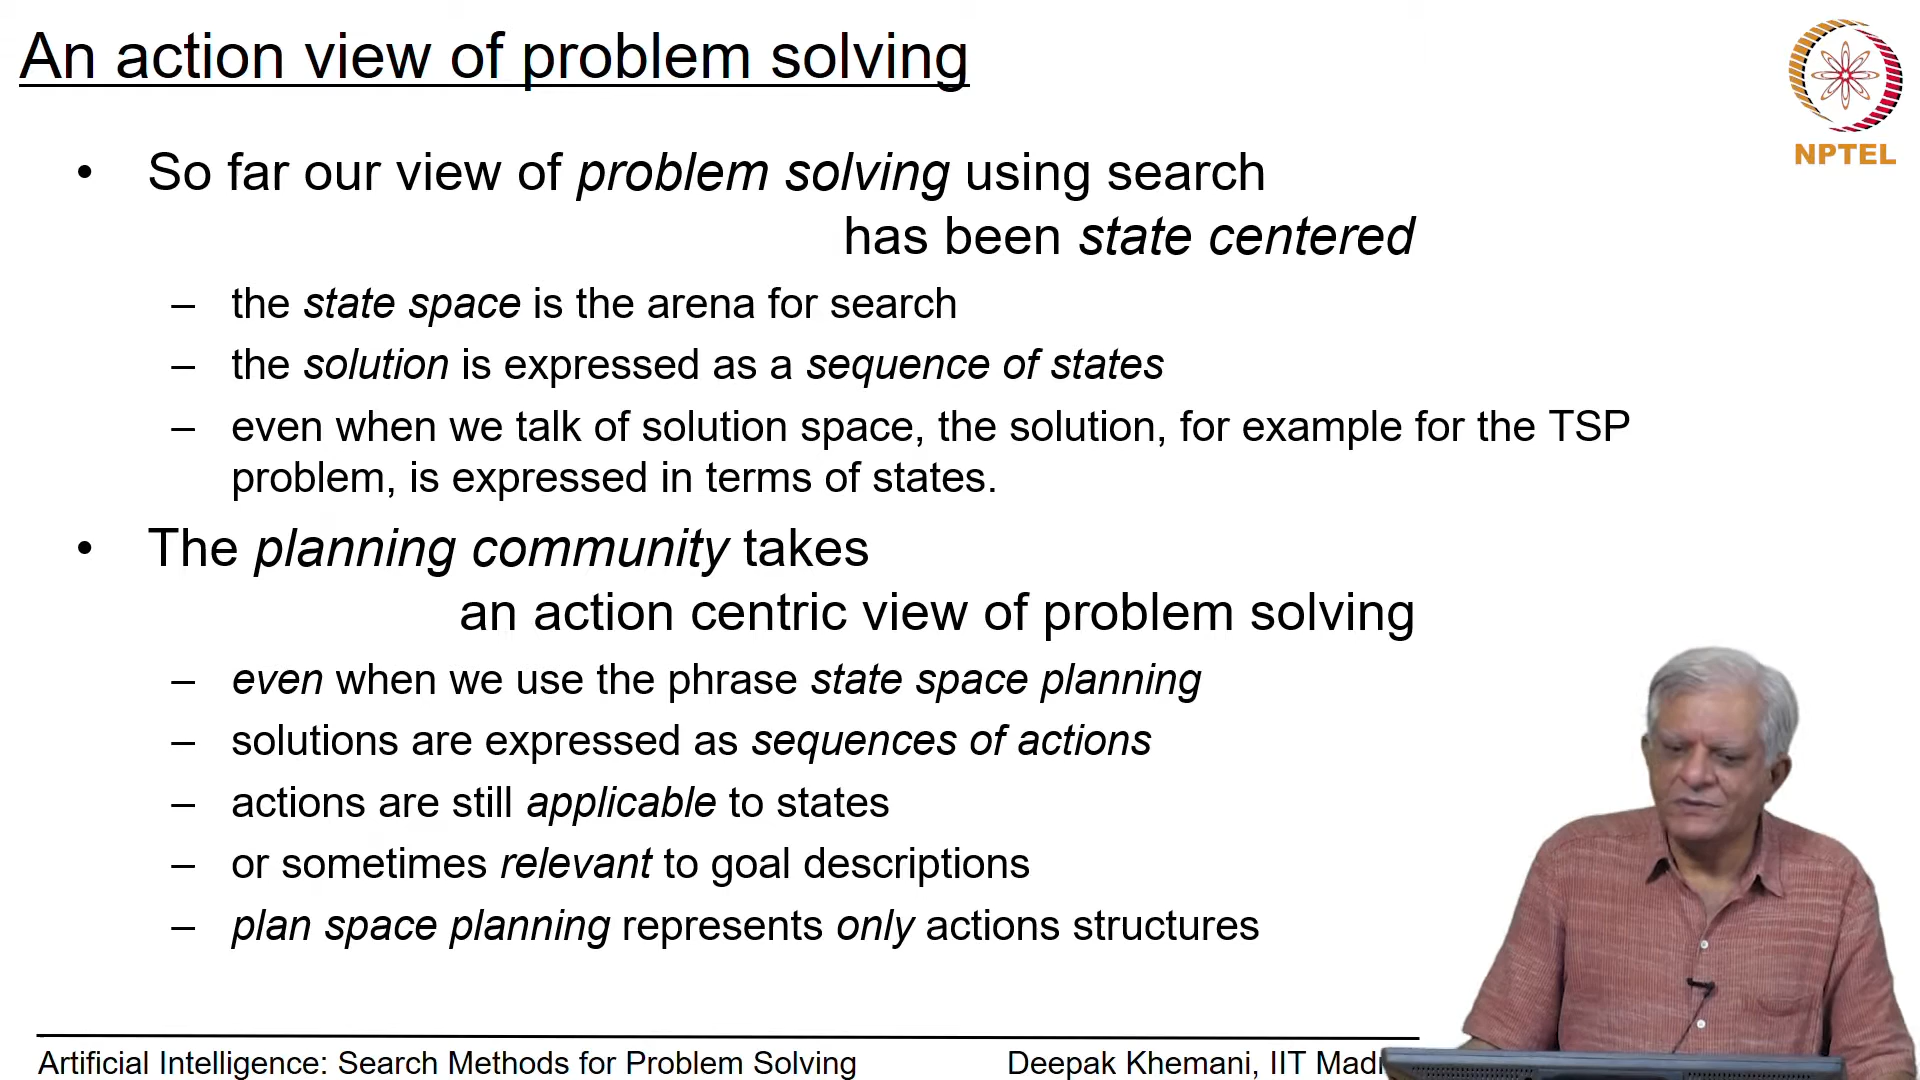 An action view of problem solving
NPTEL
• So far our view of problem solving using search
has been state centered
– the state space is the arena for search
– the solution is expressed as a sequence of states
– even when we talk of solution space, the solution, for example for the TSP
problem, is expressed in terms of states.
• The planning community takes
an action centric view of problem solving
– even when we use the phrase state space planning
– solutions are expressed as sequences of actions
– actions are still applicable to states
– or sometimes relevant to goal descriptions
– plan space planning represents only actions structures
Artificial Intelligence: Search Methods for Problem Solving
Deepak Khemani, IIT